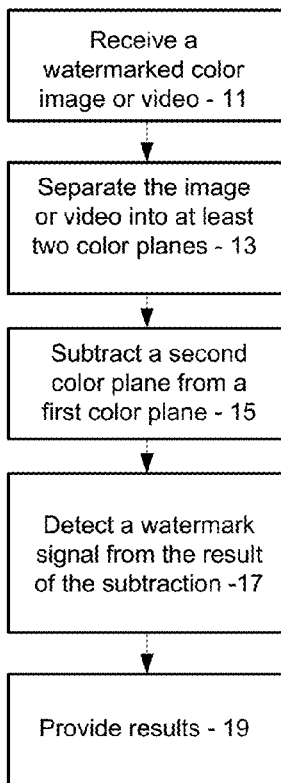 Receive a
watermarked color
image or video - 11
Separate the image
or video into at least
two color planes - 13
Subtract a second
color plane from a
first color plane - 15
Detect a watermark
signal from the result
of the subtraction -17
Provide results - 19